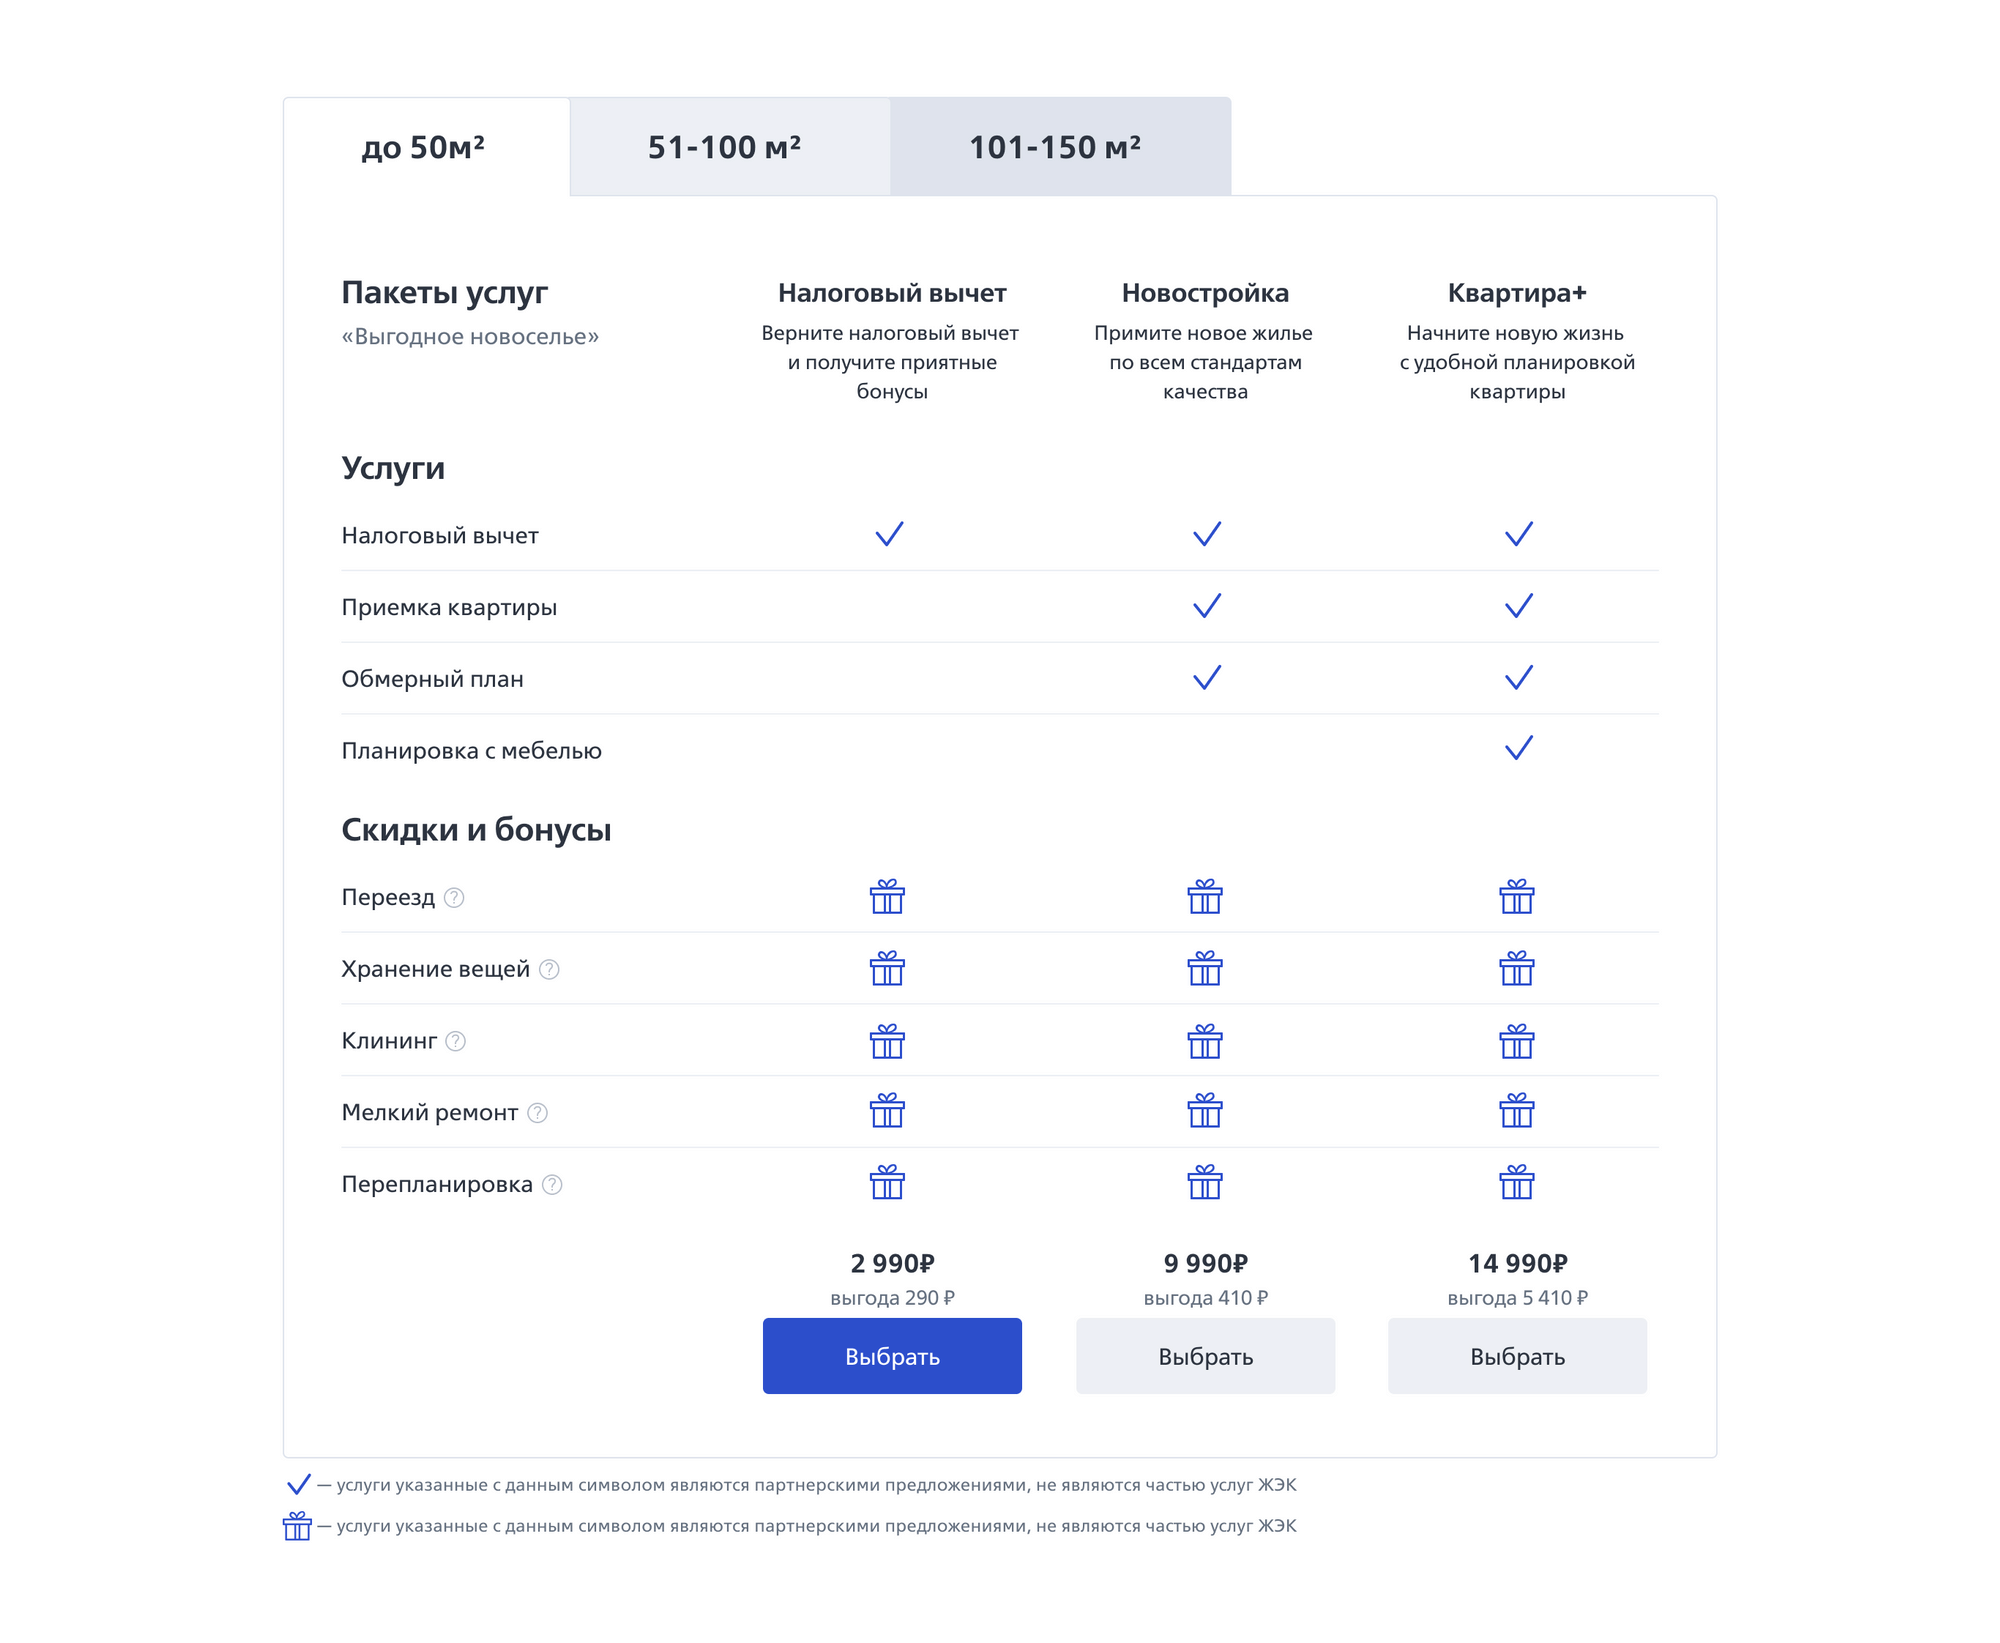 до 50м²
51-100 м²
101-150 м²
Пакеты услуг
«Выгодное новоселье»
Налоговый вычет
Верните налоговый вычет
и получите приятные
бонусы
Новостройка
Примите новое жилье
по всем стандартам
качества
Квартира+
Начните новую жизнь
с удобной планировкой
квартиры
Услуги
Налоговый вычет
Приемка квартиры
Обмерный план
Планировка с мебелью
Скидки и бонусы
Переезд ?
Хранение вещей ?
Клининг ?
Мелкий ремонт ?
Перепланировка ?
2 990₽
выгода 290 ₽
Выбрать
9 990₽
выгода 410 ₽
Выбрать
14 990₽
выгода 5 410 ₽
Выбрать
— услуги указанные с данным символом являются партнерскими предложениями, не являются частью услуг ЖЭК
— услуги указанные с данным символом являются партнерскими предложениями, не являются частью услуг ЖЭК